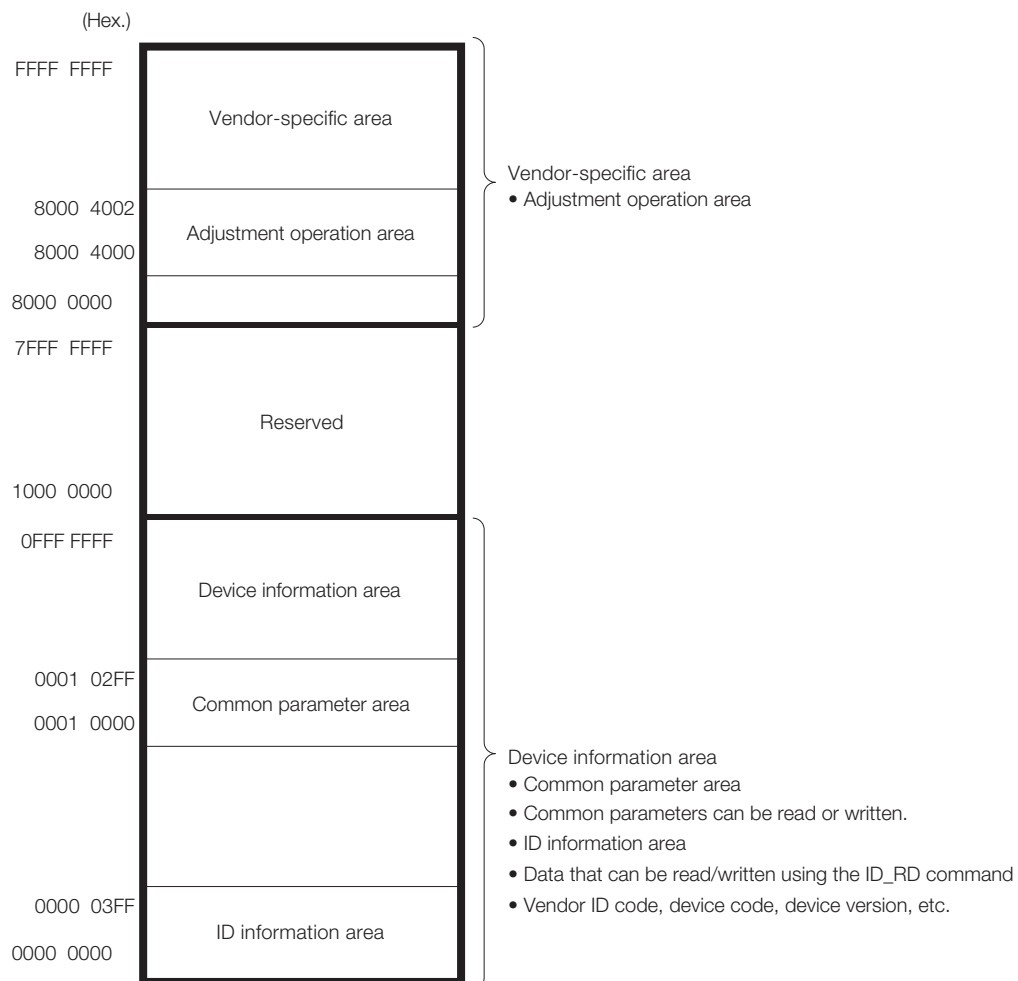 (Hex.)
FFFF FFFF
Vendor-specific area
Vendor-specific area
• Adjustment operation area
8000 4002
Adjustment operation area
8000 4000
8000 0000
7FFF FFFF
Reserved
1000 0000
0FFF FFFF
Device information area
0001 02FF
Common parameter area
0001 0000
Device information area
• Common parameter area
• Common parameters can be read or written.
• ID information area
• Data that can be read/written using the ID_RD command
• Vendor ID code, device code, device version, etc.
0000 03FF
ID information area
0000 0000